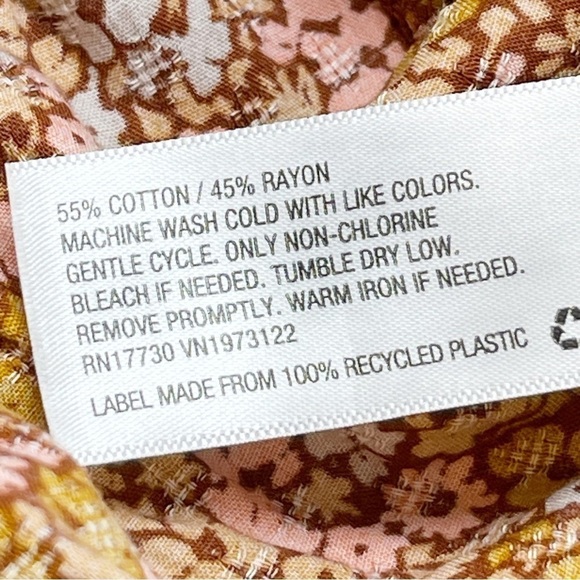 55% COTTON / 45% RAYON
MACHINE WASH COLD WITH LIKE COLORS.
GENTLE CYCLE. ONLY NON-CHLORINE
BLEACH IF NEEDED. TUMBLE DRY LOW.
REMOVE PROMPTLY. WARM IRON IF NEEDED.
RN17730 VN1973122
LABEL MADE FROM 100% RECYCLED PLASTIC